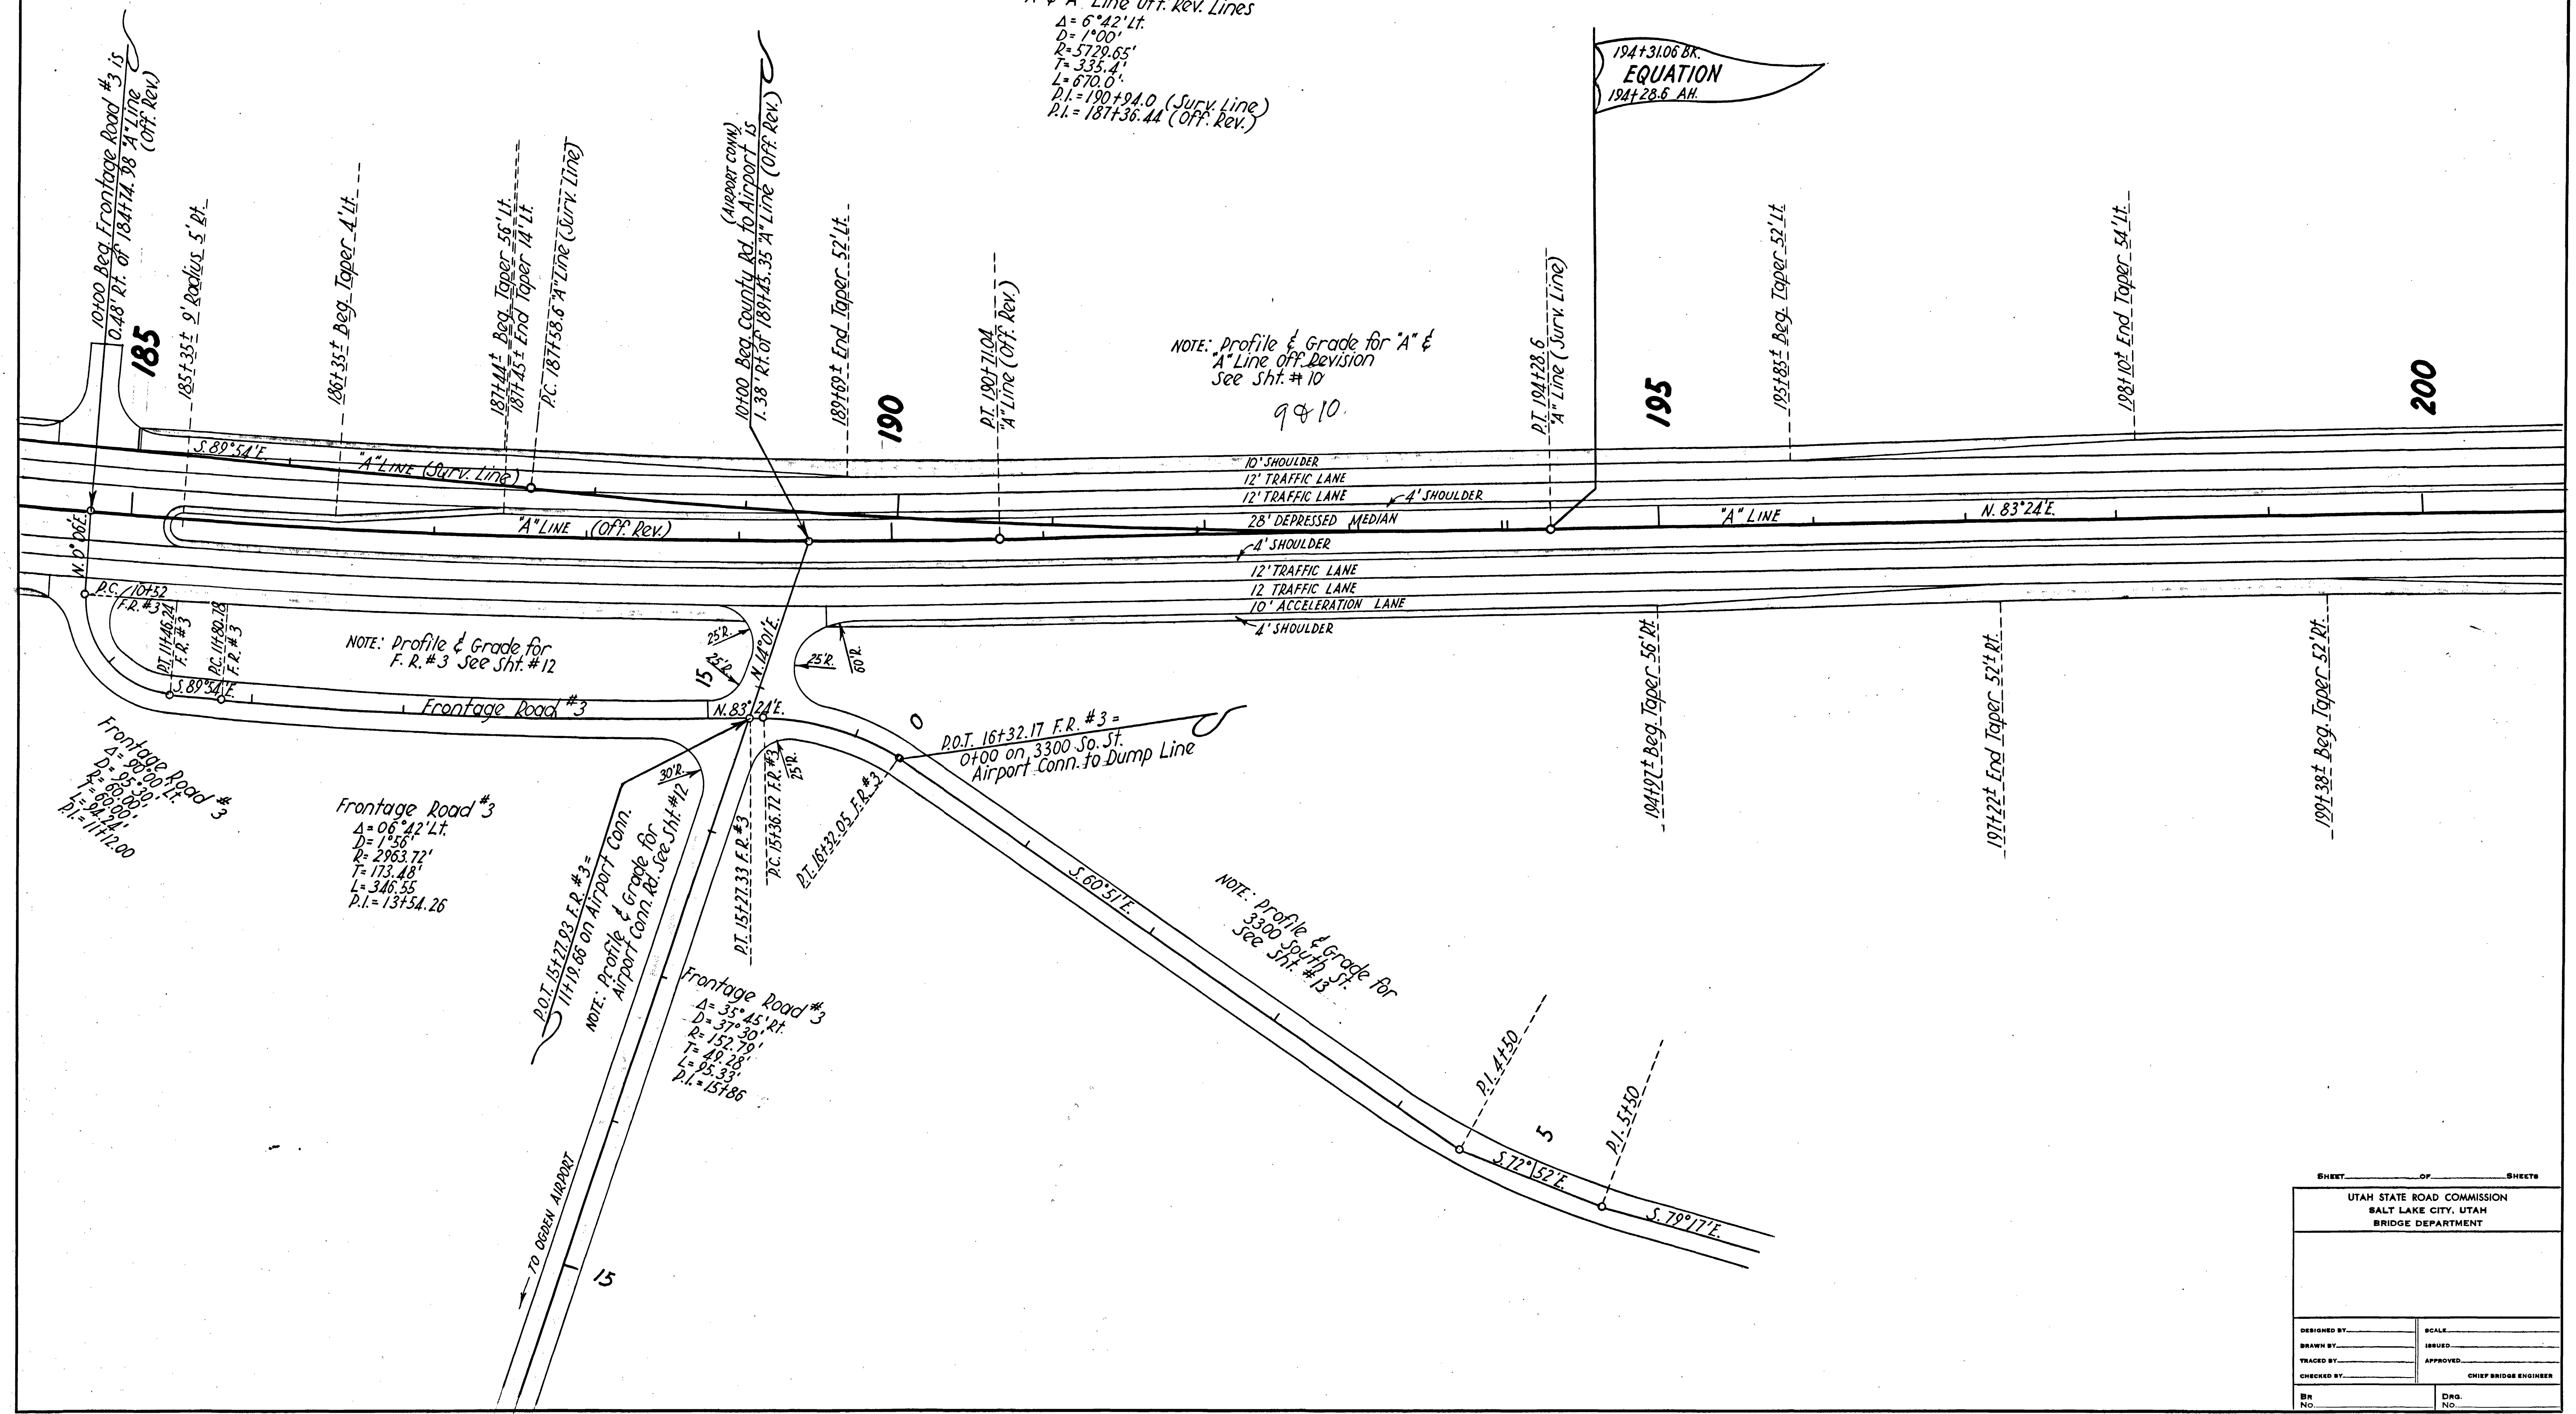 "A" & "A" Line Off. Rev. Lines
Δ = 6°42' Lt.
D = 1°00'
R = 5729.65'
T = 335.4'
L = 670.0'
P.I. = 190+94.0 (Surv. Line)
P.I. = 187+36.44 (Off. Rev.)
194+31.06 BK.
EQUATION
194+28.6 AH.
10+00 Beg. Frontage Road #3 is
0.48' Rt. of 184+74.98 "A" Line
(Off. Rev.)
185
185+35± 9' Radius 5' Rt.
186+35± Beg. Taper 4' Lt.
187+44± Beg. Taper 56' Lt.
187+45± End Taper 14' Lt.
P.C. 187+58.6 "A" Line (Surv. Line)
(AIRPORT CONN.)
10+00 Beg. County Rd. to Airport is
1.38' Rt. of 189+45.35 "A" Line (Off. Rev.)
189+69± End Taper 52' Lt.
190
P.T. 190+71.04
"A" Line (Off. Rev.)
NOTE: Profile & Grade for "A" &
"A" Line off Revision
See Sht. # 10
9 & 10.
P.T. 194+28.6
"A" Line (Surv. Line)
195
195+85± Beg. Taper 52' Lt.
198+10± End Taper 54' Lt.
200
S. 89°54' E.
"A" LINE (Surv. Line)
10' SHOULDER
12' TRAFFIC LANE
12' TRAFFIC LANE
4' SHOULDER
28' DEPRESSED MEDIAN
"A" LINE
N. 83°24' E.
"A" LINE (Off. Rev.)
4' SHOULDER
12' TRAFFIC LANE
12 TRAFFIC LANE
10' ACCELERATION LANE
4' SHOULDER
N. 0°06' E.
P.C. 10+52
F.R. #3
P.T. 11+46.24
F.R. #3
P.C. 11+80.78
F.R. #3
NOTE: Profile & Grade for
F.R. #3 See Sht. #12
25' R.
25' R.
15
N. 14°01' E.
25' R.
60' R.
S. 89°54' E.
Frontage Road #3
N. 83°24' E.
0
P.O.T. 16+32.17 F.R. #3 =
0+00 on 3300 So. St.
Airport Conn. to Dump Line
194+97± Beg. Taper 56' Rt.
197+22± End Taper 52'± Rt.
199+38± Beg. Taper 52' Rt.
Frontage Road #3
Δ = 90°00' Lt.
D = 95°30'
R = 60.00'
T = 60.00'
L = 94.24'
P.I. = 11+12.00
Frontage Road #3
Δ = 06°42' Lt.
D = 1°56'
R = 2963.72'
T = 173.48'
L = 346.55
P.I. = 13+54.26
30' R.
25' R.
P.O.T. 15+27.93 F.R. #3 =
11+19.66 on Airport Conn.
NOTE: Profile & Grade for
Airport Conn. Rd. See Sht. #12
P.T. 15+27.33 F.R. #3
P.C. 15+36.72 F.R. #3
P.T. 16+32.05 F.R. #3
S. 60°51' E.
NOTE: Profile & Grade for
3300 South St.
See Sht. #13
Frontage Road #3
Δ = 35°45' Rt.
D = 37°30'
R = 152.79'
T = 49.28'
L = 95.33'
P.I. = 15+86
P.I. 4+50
5
P.I. 5+50
S. 72°52' E.
S. 79°17' E.
TO OGDEN AIRPORT
15
SHEET OF SHEETS
UTAH STATE ROAD COMMISSION
SALT LAKE CITY, UTAH
BRIDGE DEPARTMENT
DESIGNED BY SCALE
DRAWN BY ISSUED
TRACED BY APPROVED
CHECKED BY CHIEF BRIDGE ENGINEER
BR. NO. DRG. NO.